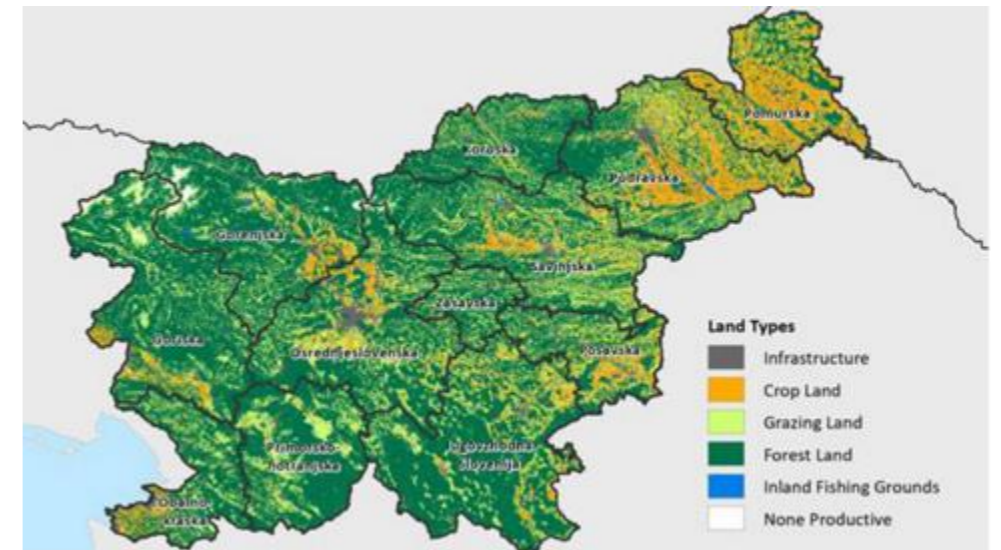 Pomurska
Koroška
Podravska
Gorenjska
Savinjska
Zasavska
Goriška
Osrednjeslovenska
Posavska
Primorsko-
notranjska
Jugovzhodna
Slovenija
Obalno-
kraška
Land Types
Infrastructure
Crop Land
Grazing Land
Forest Land
Inland Fishing Grounds
None Productive